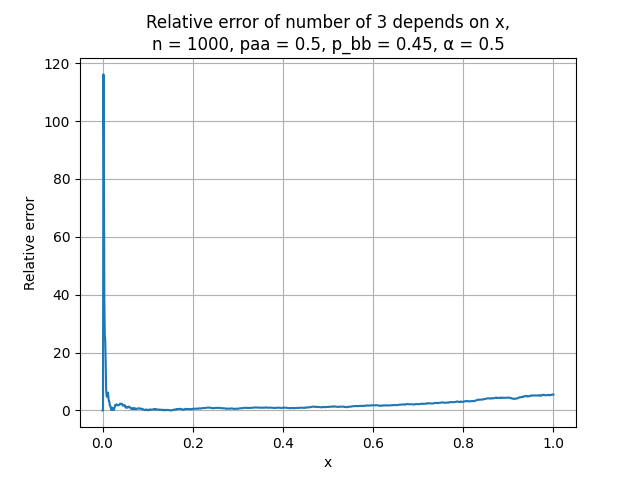 Relative error of number of 3 depends on x,
n = 1000, paa = 0.5, p_bb = 0.45, α = 0.5
120
100
80
60
40
20
0
Relative error
0.0 0.2 0.4 0.6 0.8 1.0
x